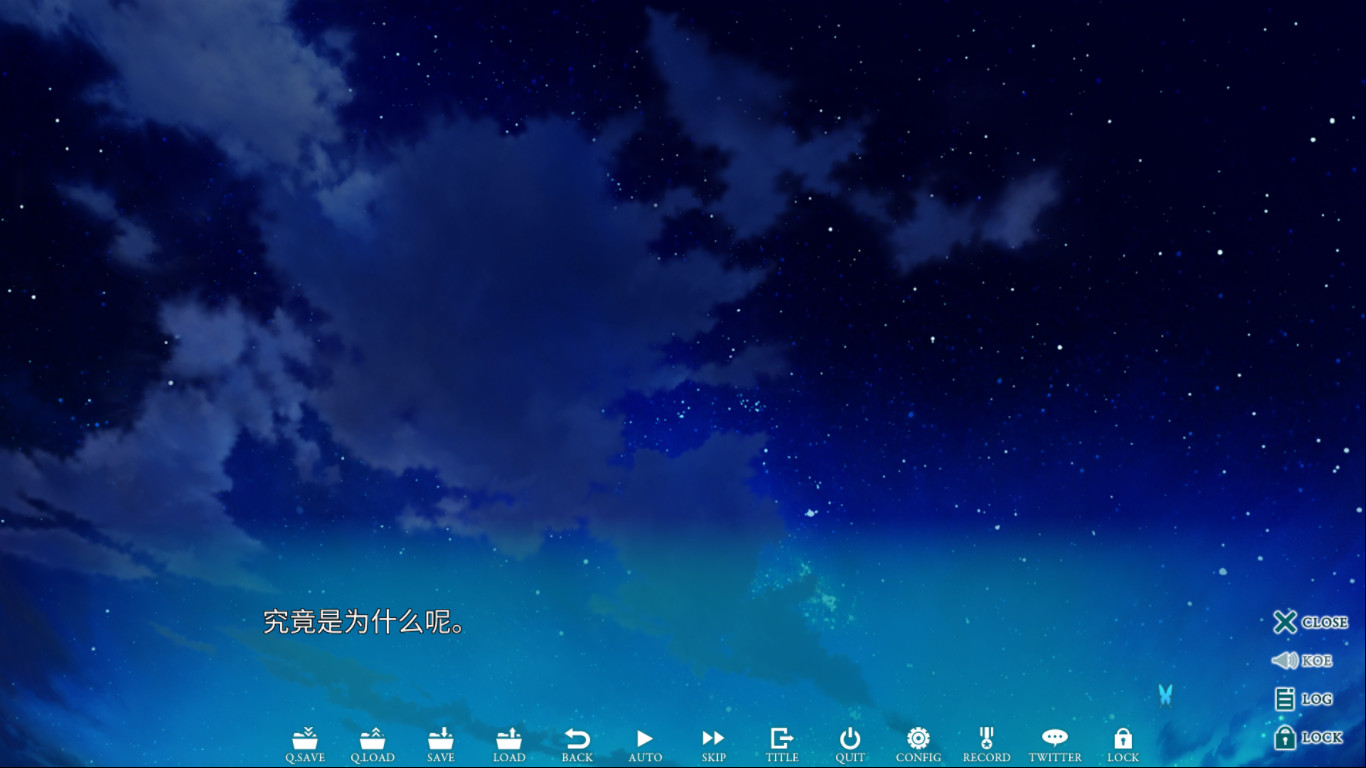 究竟是为什么呢。
CLOSE
KOE
LOG
LOCK
Q.SAVE Q.LOAD SAVE LOAD BACK AUTO SKIP TITLE QUIT CONFIG RECORD TWITTER LOCK